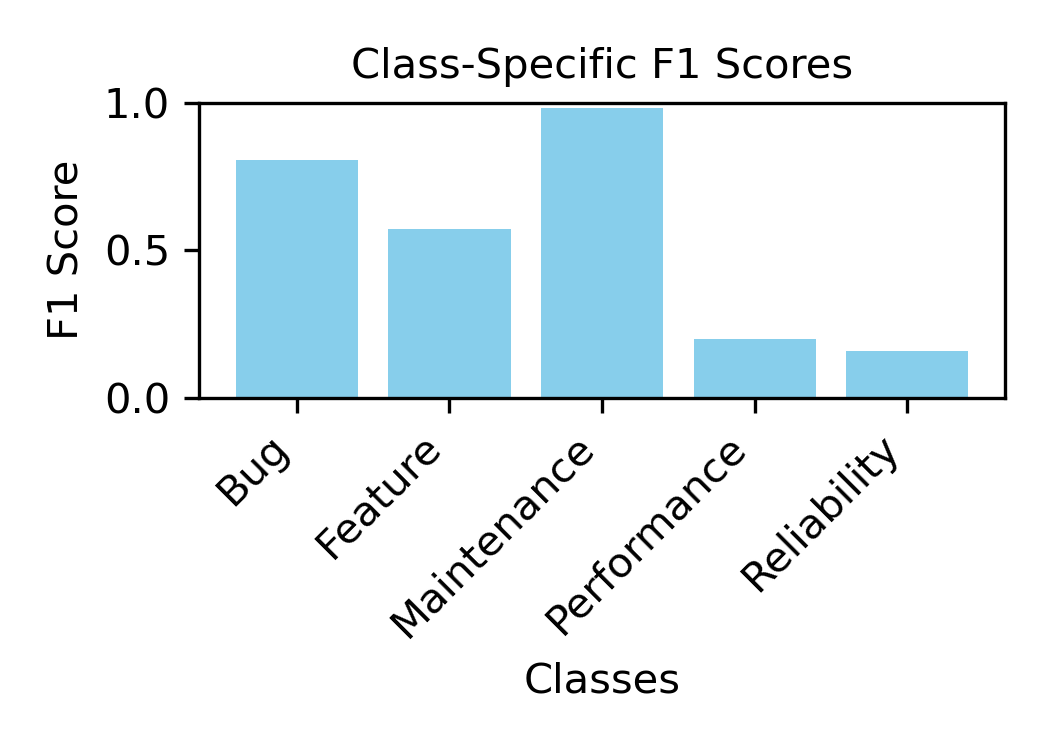 Class-Specific F1 Scores
1.0
0.5
0.0
F1 Score
Bug
Feature
Maintenance
Performance
Reliability
Classes